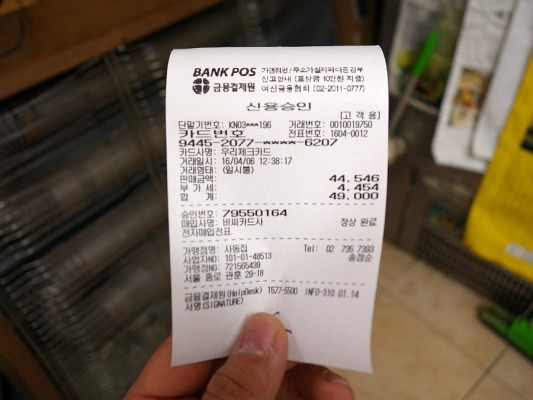 BANK POS
금융결제원
가맹점명/주소가 실제와 다른 경우
신고안내 (포상금 10만원 지급)
여신금융협회 (02-2011-0777)
신용승인
[고객용]
단말기번호: KN03***196 거래번호: 0010019750
카드번호 전표번호: 1604-0012
9445-2077-****-6207
카드사명: 우리체크카드
거래일시: 16/04/06 12:38:17
거래형태: (일시불)
판매금액: 44,546
부 가 세: 4,454
합 계: 49,000
승인번호: 79550164
매입사명: 비씨카드사 정상 완료
전자매입전표
가맹점명: 사동집 Tel: 02 735 7393
사업자NO: 101-01-48513 송점순
가맹점NO: 721565439
서울 종로 관훈 29-18
금융결제원(HelpDesk) 1577-5500 INFO-310 01.14
서명(SIGNATURE)